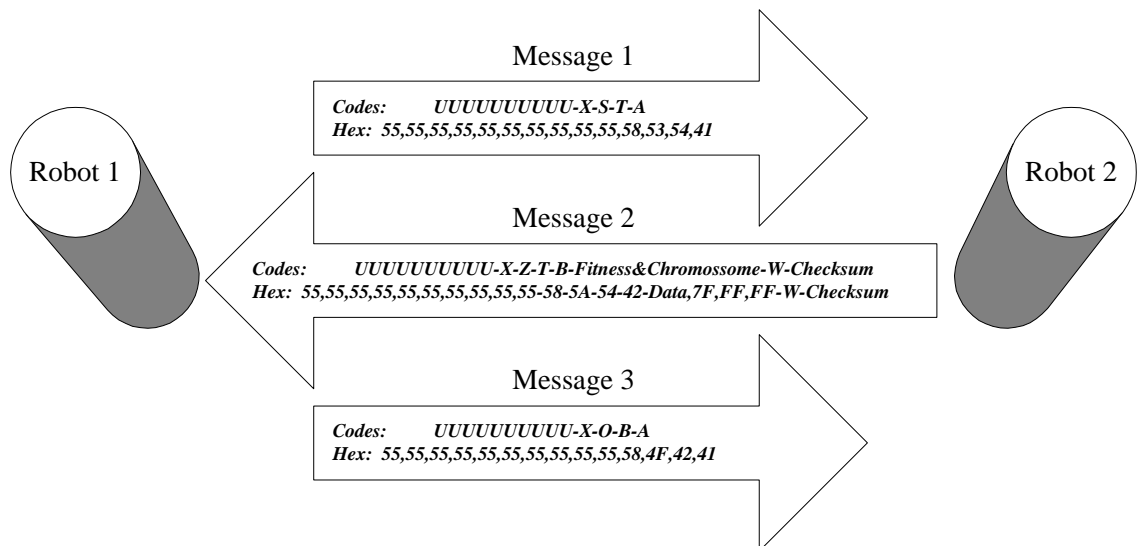 Message 1
Codes: UUUUUUUUUU-X-S-T-A
Hex: 55,55,55,55,55,55,55,55,55,55,58,53,54,41
Robot 1
Robot 2
Message 2
Codes: UUUUUUUUUU-X-Z-T-B-Fitness&Chromossome-W-Checksum
Hex: 55,55,55,55,55,55,55,55,55,55-58-5A-54-42-Data,7F,FF,FF-W-Checksum
Message 3
Codes: UUUUUUUUUU-X-O-B-A
Hex: 55,55,55,55,55,55,55,55,55,55,58,4F,42,41